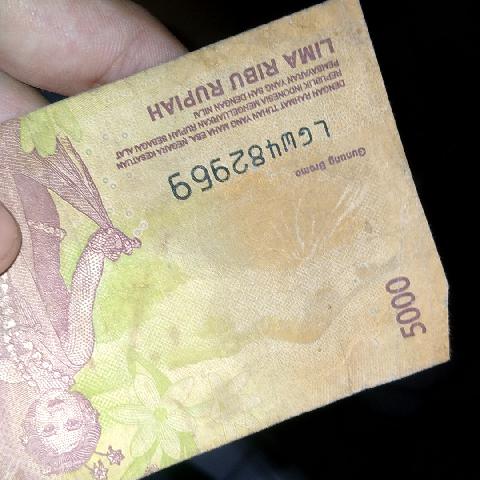 5000
Gunung Bromo
LGW482969
DENGAN RAHMAT TUHAN YANG MAHA ESA, NEGARA KESATUAN
REPUBLIK INDONESIA MENGELUARKAN RUPIAH SEBAGAI ALAT
PEMBAYARAN YANG SAH DENGAN NILAI
LIMA RIBU RUPIAH